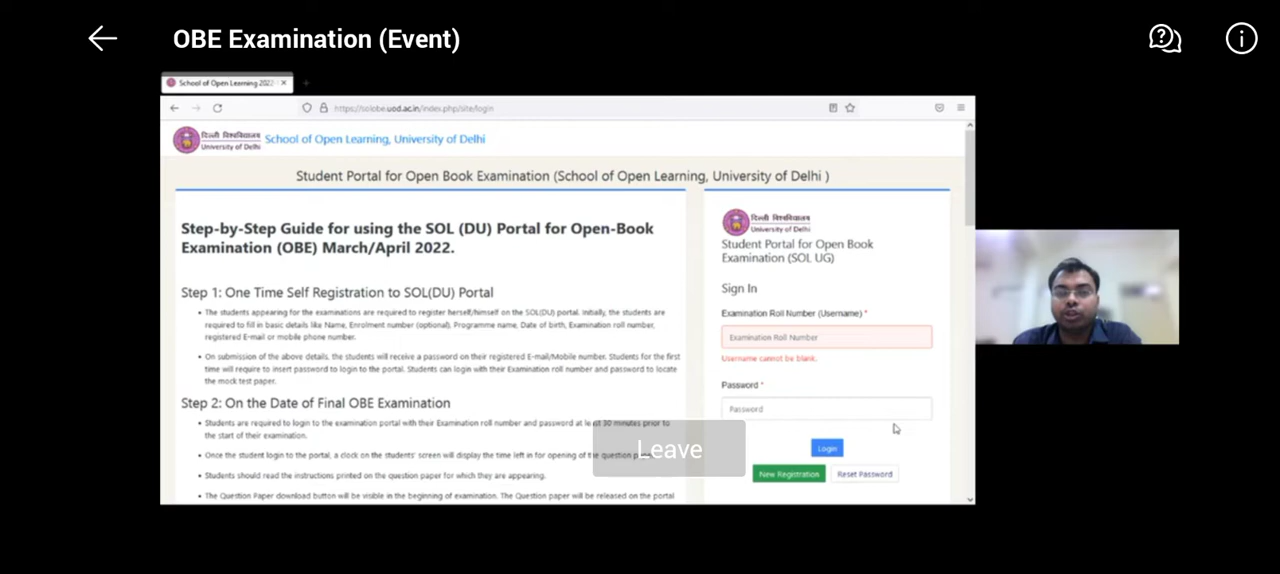 OBE Examination (Event)
School of Open Learning 2022
https://solobe.uod.ac.in/index.php/site/login
दिल्ली विश्वविद्यालय
University of Delhi
School of Open Learning, University of Delhi
Student Portal for Open Book Examination (School of Open Learning, University of Delhi )
Step-by-Step Guide for using the SOL (DU) Portal for Open-Book
Examination (OBE) March/April 2022.
Step 1: One Time Self Registration to SOL(DU) Portal
The students appearing for the examinations are required to register herself/himself on the SOL(DU) portal. Initially, the students are
required to fill in basic details like Name, Enrolment number (optional), Programme name, Date of birth, Examination roll number,
registered E-mail or mobile phone number.
On submission of the above details, the students will receive a password on their registered E-mail/Mobile number. Students for the first
time will require to insert password to login to the portal. Students can login with their Examination roll number and password to locate
the mock test paper.
Step 2: On the Date of Final OBE Examination
Students are required to login to the examination portal with their Examination roll number and password at least 30 minutes prior to
the start of their examination.
Once the student login to the portal, a clock on the students' screen will display the time left in for opening of the question
Students should read the instructions printed on the question paper for which they are appearing.
The Question Paper download button will be visible in the beginning of examination. The Question paper will be released on the portal
दिल्ली विश्वविद्यालय
University of Delhi
Student Portal for Open Book
Examination (SOL UG)
Sign In
Examination Roll Number (Username) *
Examination Roll Number
Username cannot be blank.
Password *
Password
Login
New Registration
Reset Password
Leave